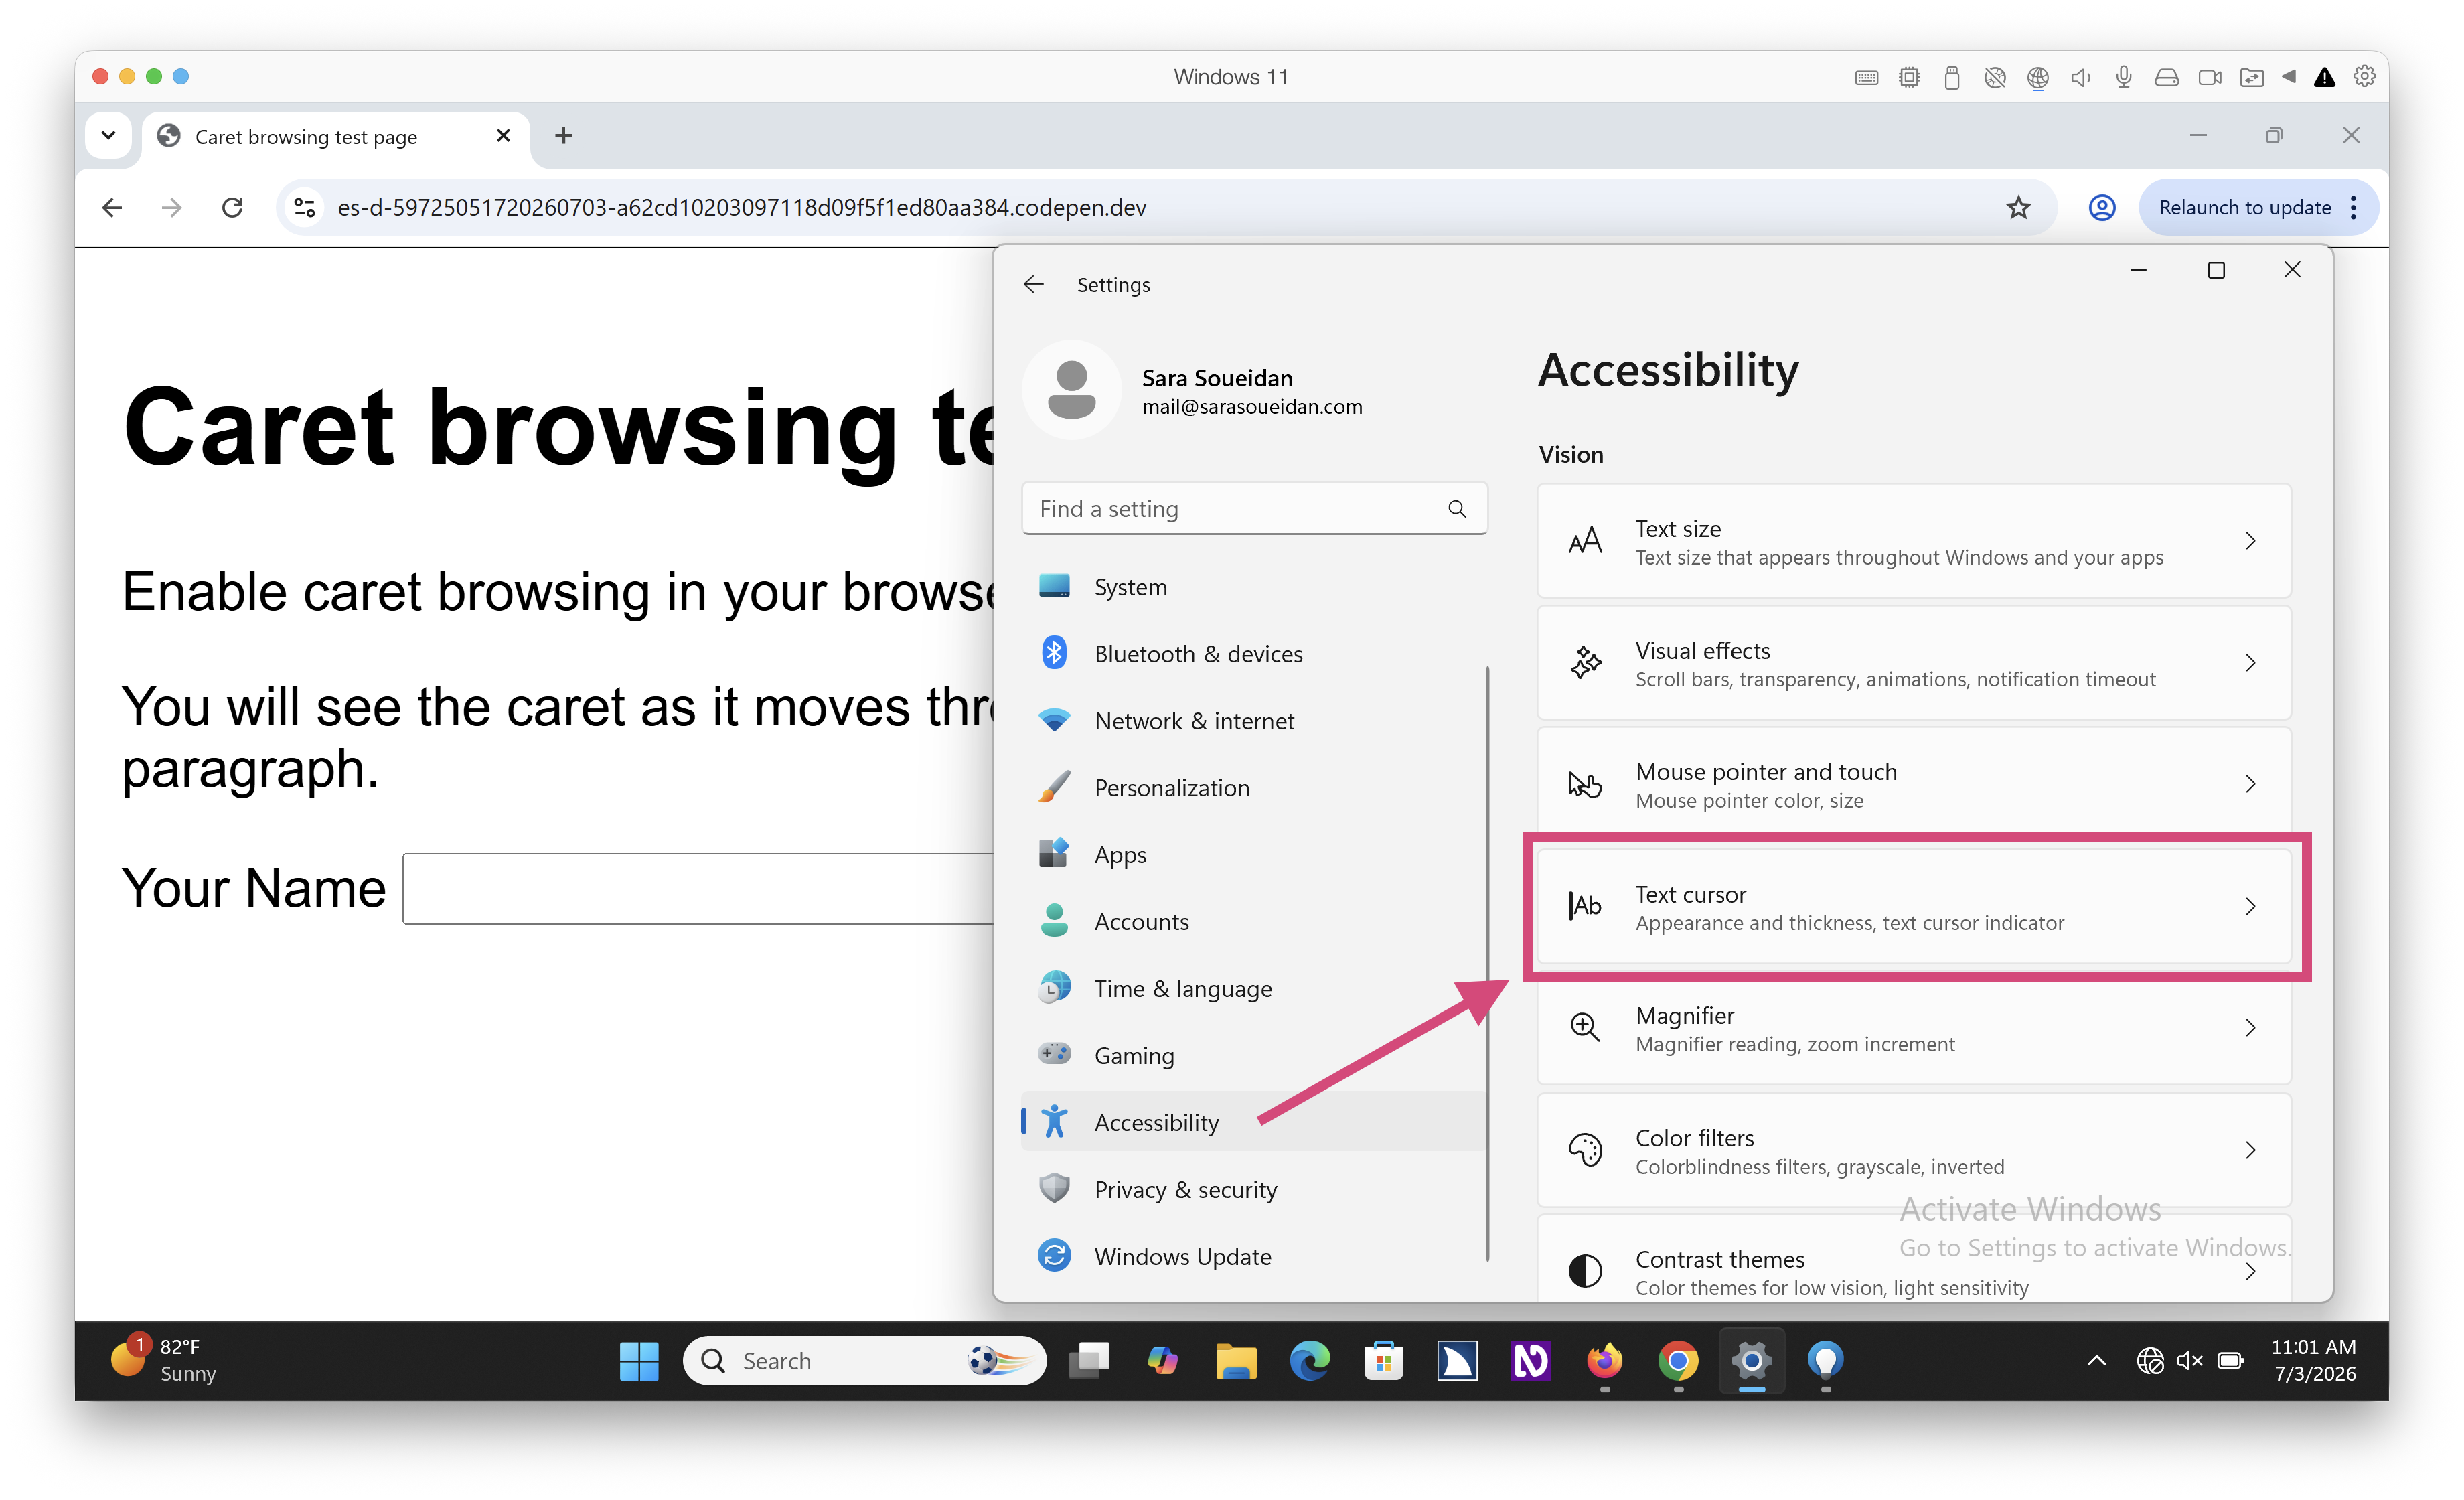 Windows 11
Caret browsing test page
es-d-59725051720260703-a62cd10203097118d09f5f1ed80aa384.codepen.dev
Relaunch to update
Caret browsing te
Enable caret browsing in your browse
You will see the caret as it moves thr
paragraph.
Your Name
Settings
Sara Soueidan
mail@sarasoueidan.com
Find a setting
System
Bluetooth & devices
Network & internet
Personalization
Apps
Accounts
Time & language
Gaming
Accessibility
Privacy & security
Windows Update
Accessibility
Vision
Text size
Text size that appears throughout Windows and your apps
Visual effects
Scroll bars, transparency, animations, notification timeout
Mouse pointer and touch
Mouse pointer color, size
Ab
Text cursor
Appearance and thickness, text cursor indicator
Magnifier
Magnifier reading, zoom increment
Color filters
Colorblindness filters, grayscale, inverted
Contrast themes
Color themes for low vision, light sensitivity
Activate Windows
Go to Settings to activate Windows.
1
82°F
Sunny
Search
11:01 AM
7/3/2026